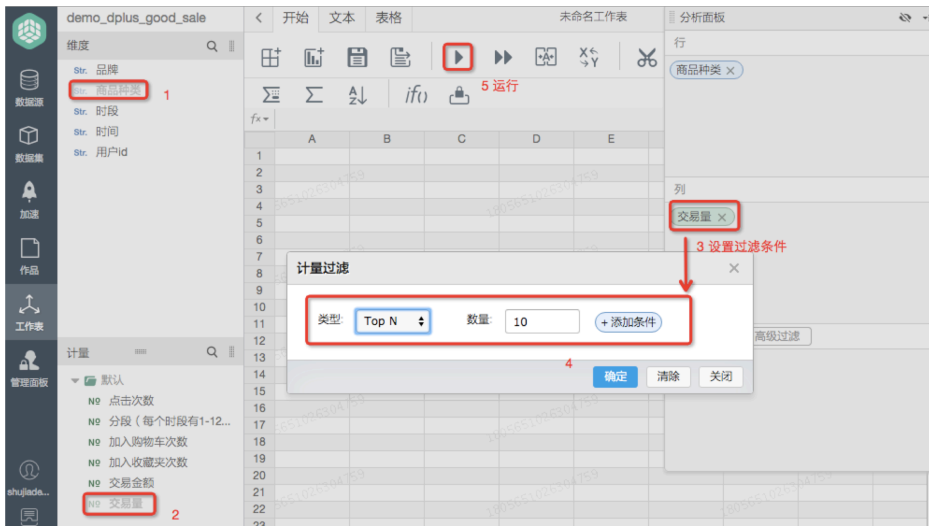 demo_dplus_good_sale
维度
Str. 品牌
Str. 商品种类
1
Str. 时段
Str. 时间
Str. 用户id
数据源
数据集
加速
作品
工作表
管理面板
shujiade...
计量
默认
Nº 点击次数
Nº 分段（每个时段有1-12...
Nº 加入购物车次数
Nº 加入收藏夹次数
Nº 交易金额
Nº 交易量
2
开始 文本 表格 未命名工作表
if()
5 运行
fx
A B C D E
1
2
3
4
5
6
7
8
9
10
11
12
13
14
15
16
17
18
19
20
21
22
23
分析面板
行
商品种类 ×
列
交易量 ×
3 设置过滤条件
高级过滤
计量过滤 ×
类型: Top N 数量: 10 + 添加条件
4
确定 清除 关闭